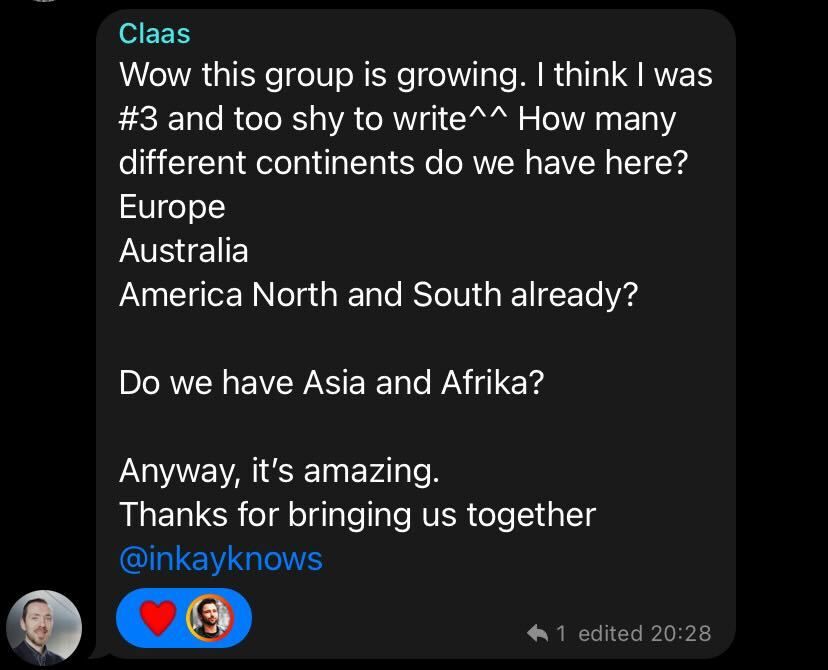 Claas
Wow this group is growing. I think I was
#3 and too shy to write^^ How many
different continents do we have here?
Europe
Australia
America North and South already?
Do we have Asia and Afrika?
Anyway, it’s amazing.
Thanks for bringing us together
@inkayknows
1 edited 20:28